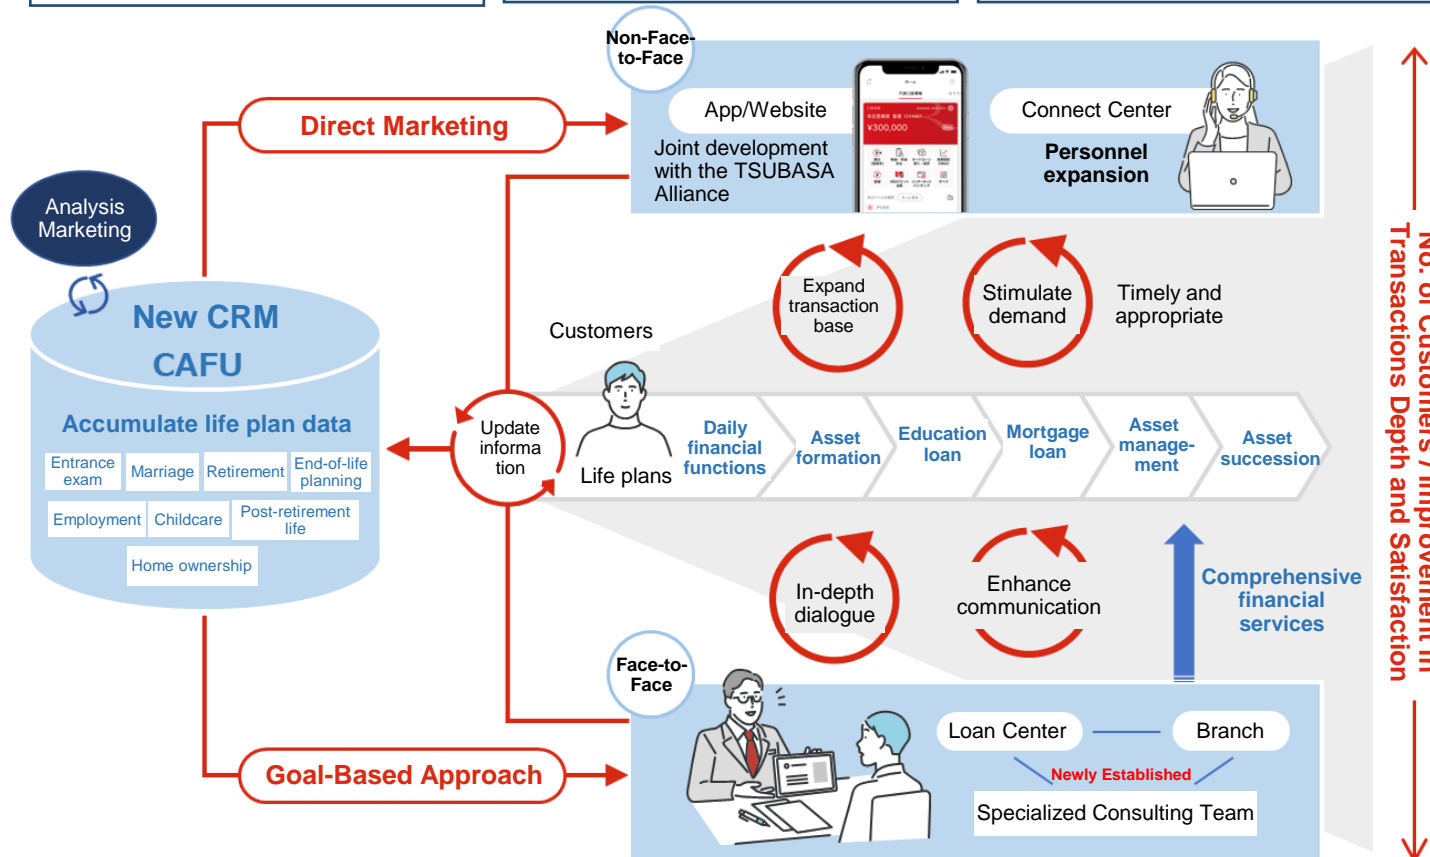 Non-Face-
to-Face
App/Website
Joint development
with the TSUBASA
Alliance
¥300,000
Connect Center
Personnel
expansion
Direct Marketing
Analysis
Marketing
New CRM
CAFU
Accumulate life plan data
Entrance
exam
Marriage
Retirement
End-of-life
planning
Employment
Childcare
Post-retirement
life
Home ownership
Update
informa
tion
Customers
Life plans
Expand
transaction
base
Stimulate
demand
Timely and
appropriate
Daily
financial
functions
Asset
formation
Education
loan
Mortgage
loan
Asset
manage-
ment
Asset
succession
In-depth
dialogue
Enhance
communication
Comprehensive
financial
services
Goal-Based Approach
Face-to-
Face
Loan Center
Branch
Newly Established
Specialized Consulting Team
No. of Customers / Improvement in
Transactions Depth and Satisfaction